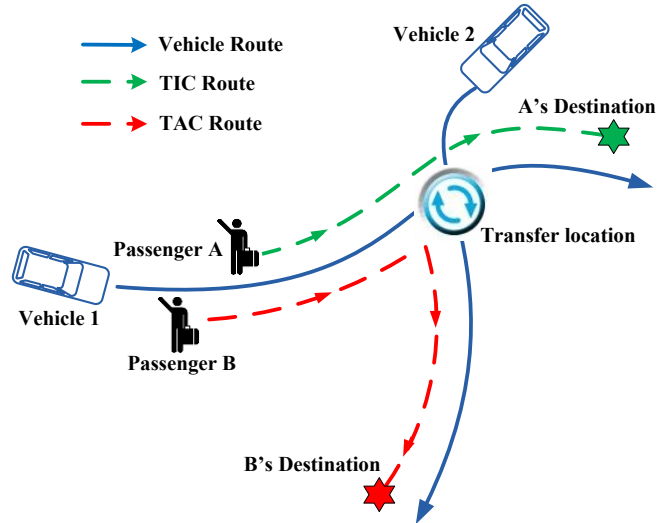 Vehicle 2
Vehicle Route
TIC Route
TAC Route
A's Destination
Passenger A
Transfer location
Vehicle 1
Passenger B
B's Destination